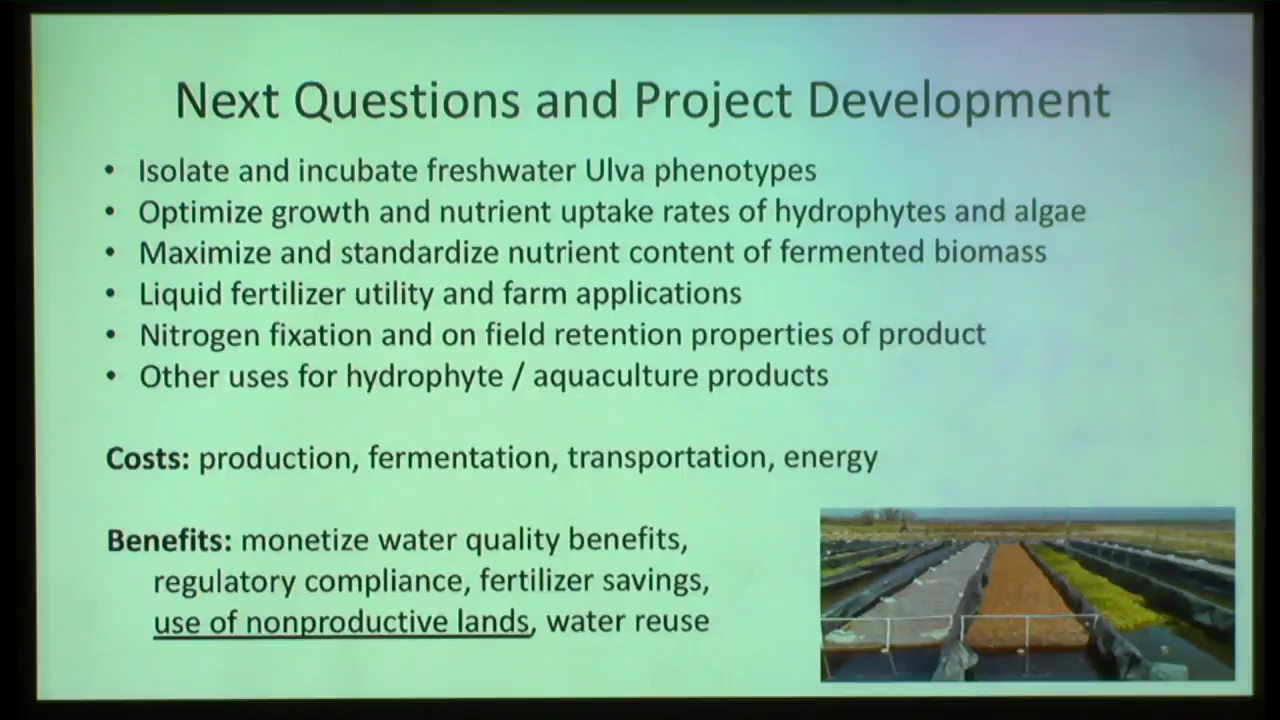 Next Questions and Project Development
• Isolate and incubate freshwater Ulva phenotypes
• Optimize growth and nutrient uptake rates of hydrophytes and algae
• Maximize and standardize nutrient content of fermented biomass
• Liquid fertilizer utility and farm applications
• Nitrogen fixation and on field retention properties of product
• Other uses for hydrophyte / aquaculture products
Costs: production, fermentation, transportation, energy
Benefits: monetize water quality benefits,
regulatory compliance, fertilizer savings,
use of nonproductive lands, water reuse